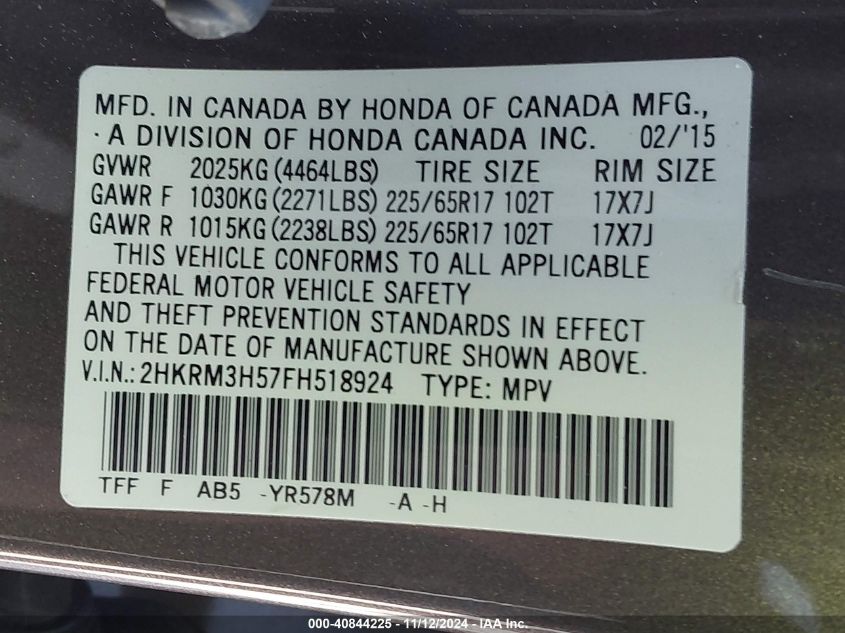 MFD. IN CANADA BY HONDA OF CANADA MFG.,
· A DIVISION OF HONDA CANADA INC. 02/'15
GVWR 2025KG (4464LBS) TIRE SIZE RIM SIZE
GAWR F 1030KG (2271LBS) 225/65R17 102T 17X7J
GAWR R 1015KG (2238LBS) 225/65R17 102T 17X7J
THIS VEHICLE CONFORMS TO ALL APPLICABLE
FEDERAL MOTOR VEHICLE SAFETY
AND THEFT PREVENTION STANDARDS IN EFFECT
ON THE DATE OF MANUFACTURE SHOWN ABOVE.
V.I.N.: 2HKRM3H57FH518924 TYPE: MPV
TFF F AB5 -YR578M -A -H
000-40844225 - 11/12/2024 - IAA Inc.